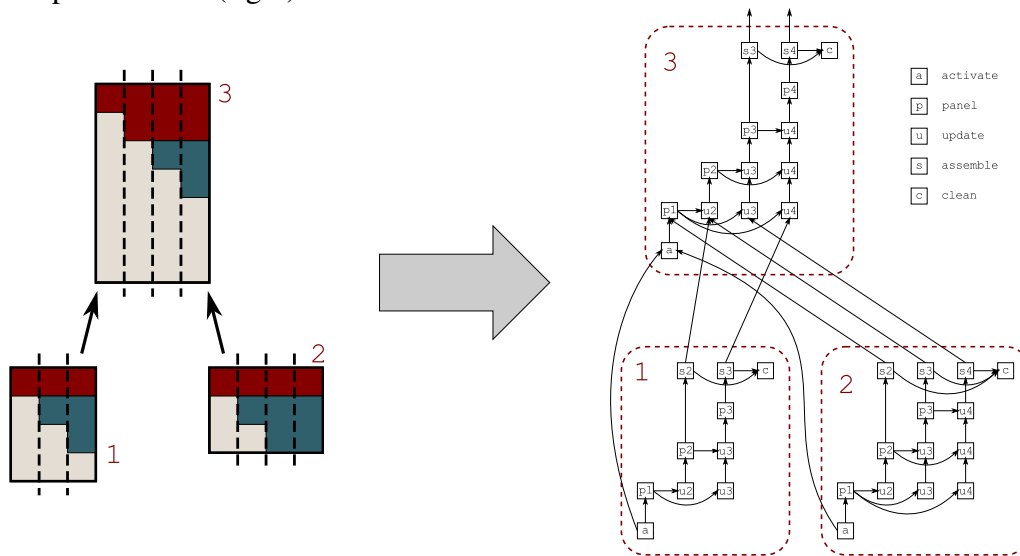 3
s3 s4 c
3
p4
p3 u4
p2 u3 u4
p1 u2 u3 u4
a
a activate
p panel
u update
s assemble
c clean
2
1
1
s2 s3 c
p3
p2 u3
p1 u2 u3
a
2
s2 s3 s4 c
p3 u4
p2 u3 u4
p1 u2 u3 u4
a